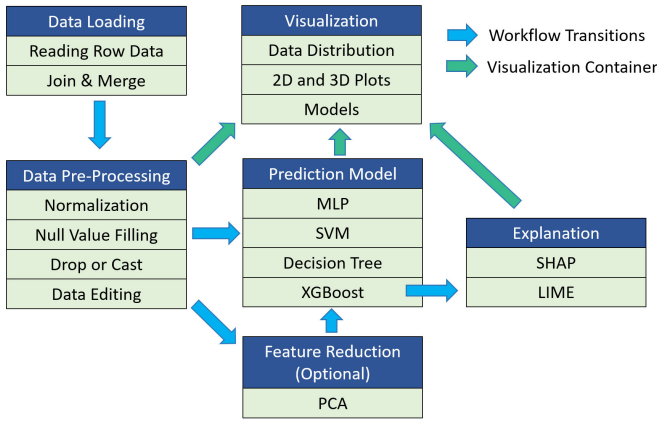 Data Loading
Reading Row Data
Join & Merge
Visualization
Data Distribution
2D and 3D Plots
Models
Workflow Transitions
Visualization Container
Data Pre-Processing
Normalization
Null Value Filling
Drop or Cast
Data Editing
Prediction Model
MLP
SVM
Decision Tree
XGBoost
Explanation
SHAP
LIME
Feature Reduction
(Optional)
PCA